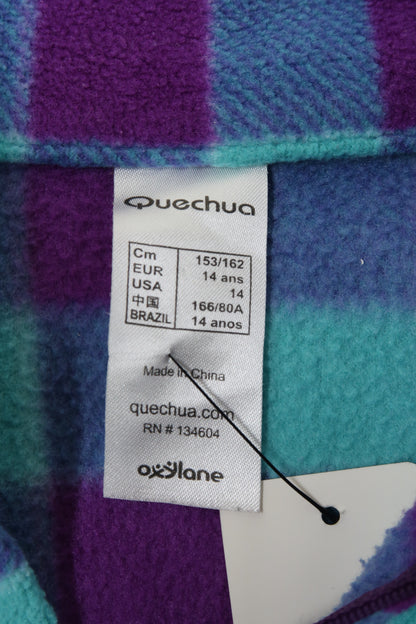 Quechua
Cm 153/162
EUR 14 ans
USA 14
中国 166/80A
BRAZIL 14 anos
Made in China
quechua.com
RN # 134604
oxylane